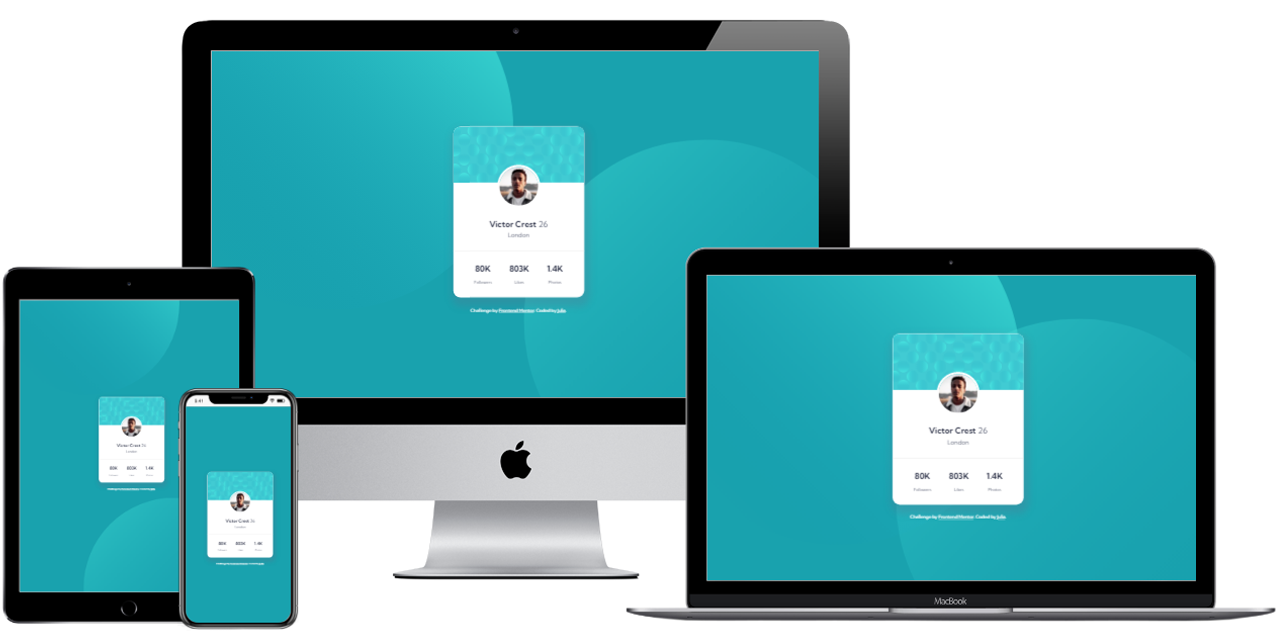 Victor Crest 26
London
80K 803K 1.4K
Followers Likes Photos
Challenge by Frontend Mentor. Coded by Julia
Victor Crest 26
London
80K 803K 1.4K
Followers Likes Photos
Challenge by Frontend Mentor. Coded by Julia
MacBook
Victor Crest 26
London
80K 803K 1.4K
9:41
Victor Crest 26
London
80K 803K 1.4K